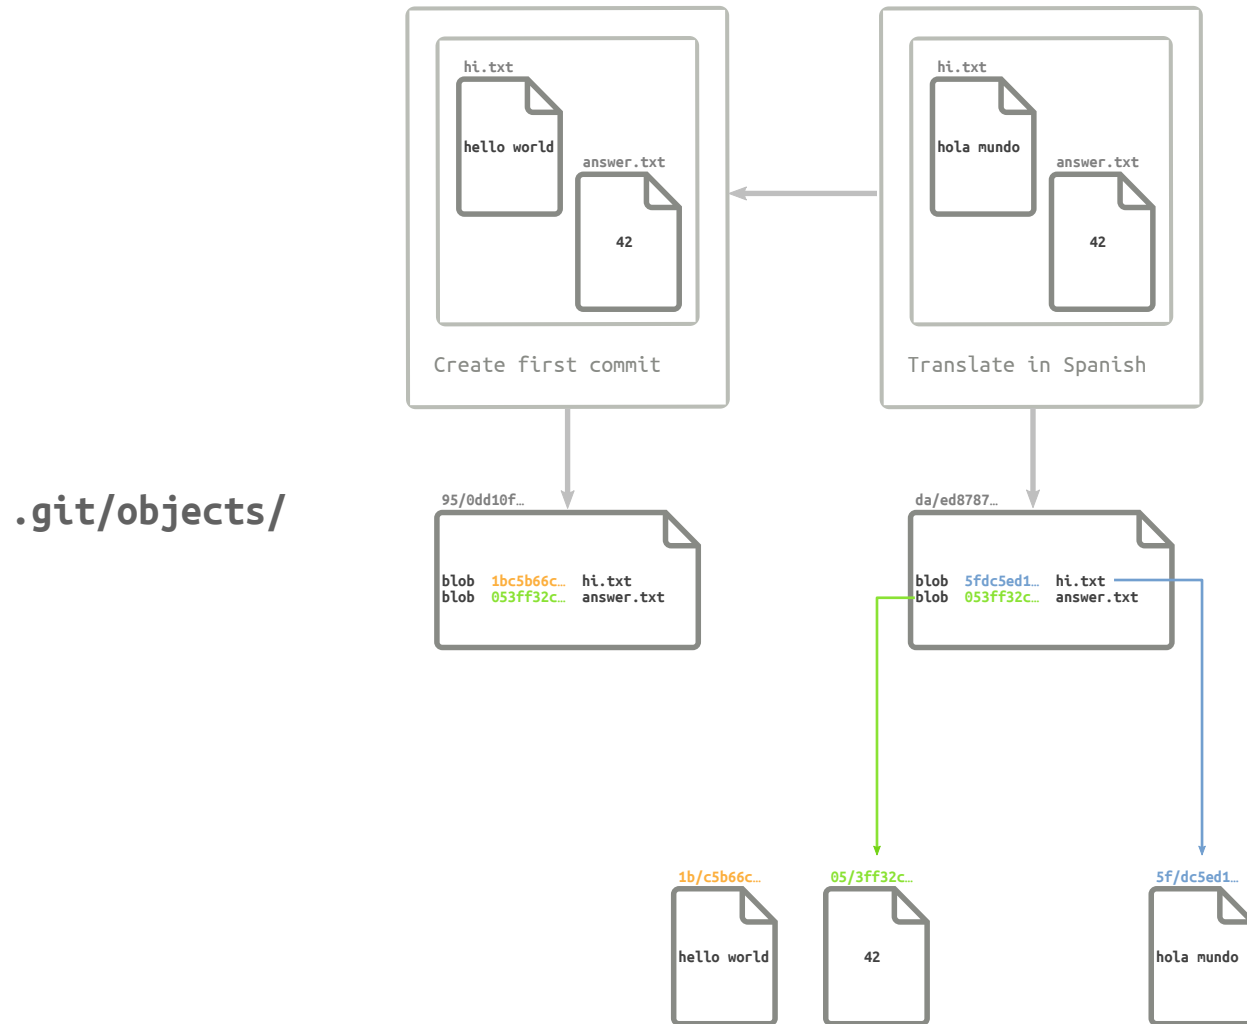 hi.txt
hello world
answer.txt
42
Create first commit
hi.txt
hola mundo
answer.txt
42
Translate in Spanish
.git/objects/
95/0dd10f…
blob 1bc5b66c… hi.txt
blob 053ff32c… answer.txt
da/ed8787…
blob 5fdc5ed1… hi.txt
blob 053ff32c… answer.txt
1b/c5b66c…
hello world
05/3ff32c…
42
5f/dc5ed1…
hola mundo